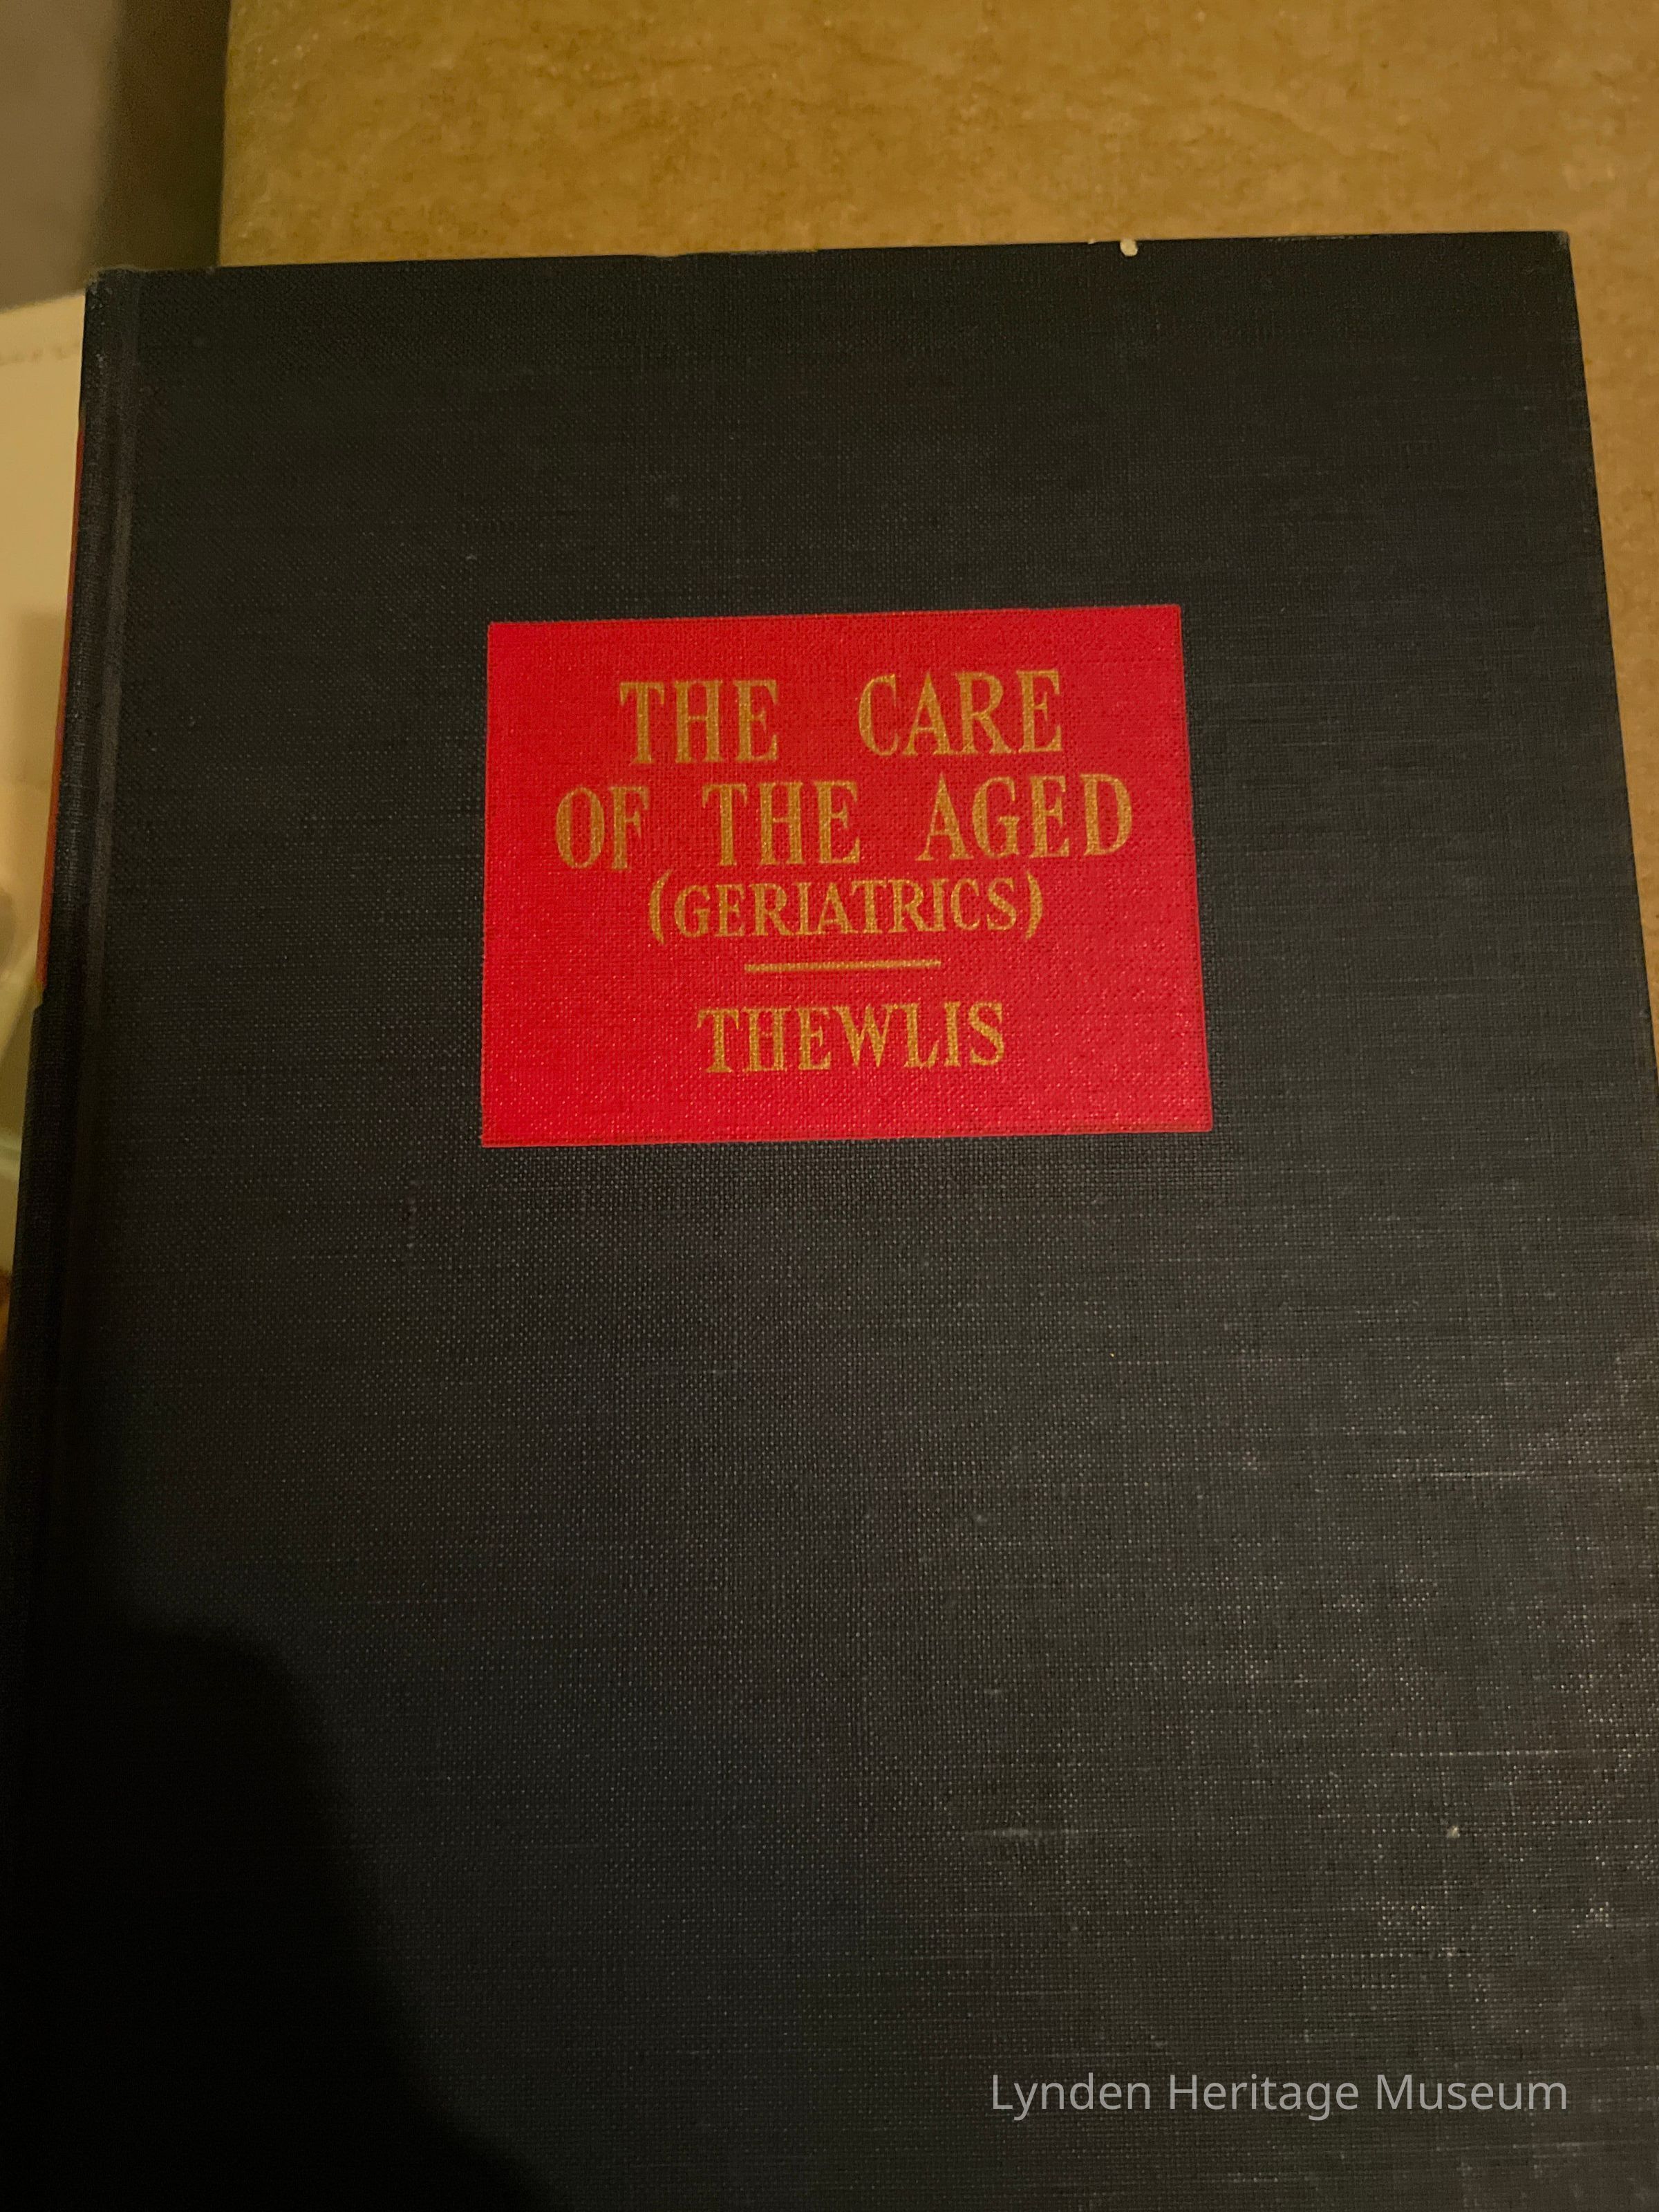 THE CARE
OF THE AGED
(GERIATRICS)
THEWLIS
Lynden Heritage Museum